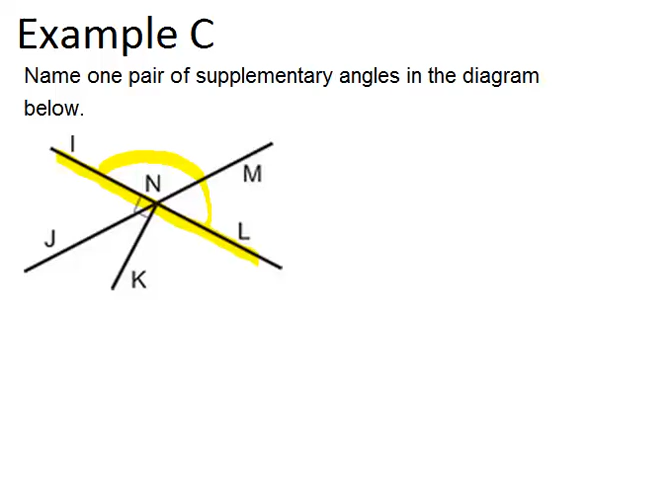 Example C
Name one pair of supplementary angles in the diagram
below.
I
N
M
J
L
K